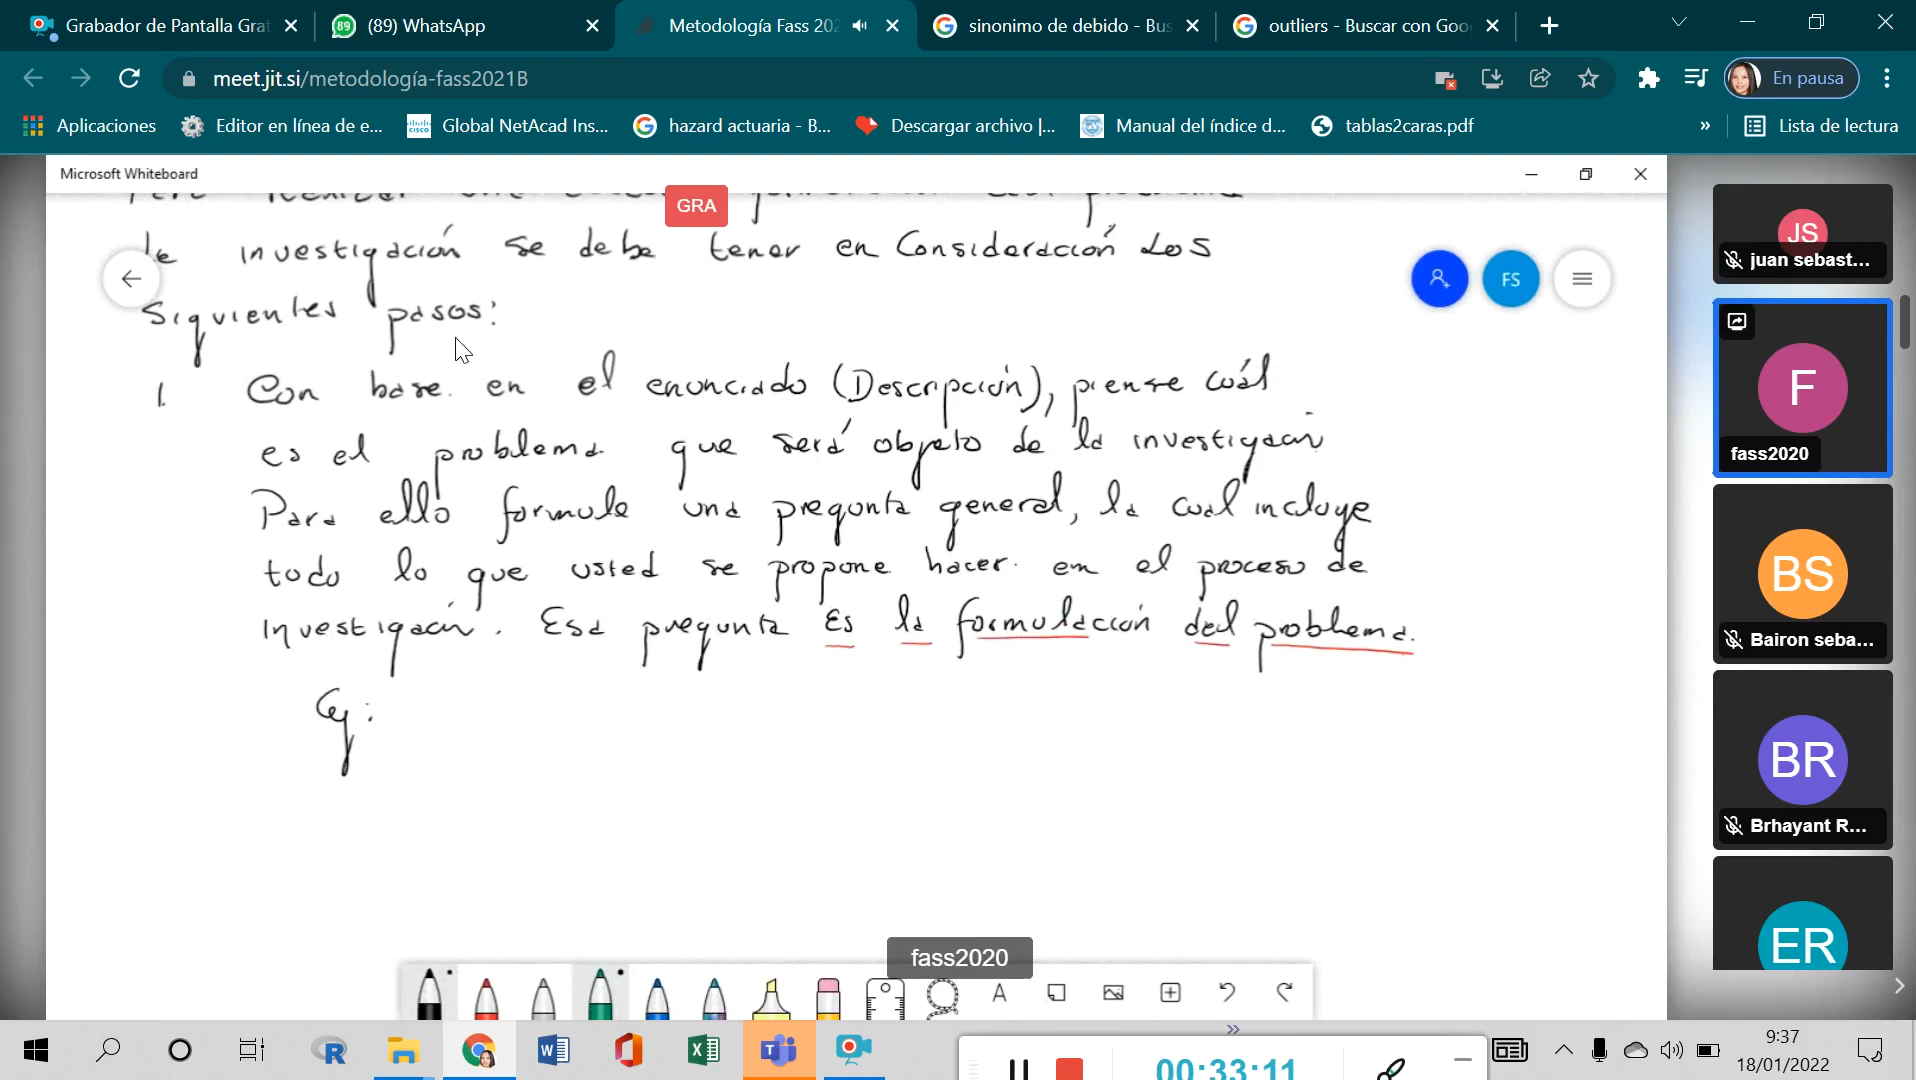 Grabador de Pantalla Grat
(89) WhatsApp
Metodología Fass 202
sinonimo de debido - Bus
outliers - Buscar con Goog
meet.jit.si/metodología-fass2021B
En pausa
Aplicaciones
Editor en línea de e...
Global NetAcad Ins...
hazard actuaria - B...
Descargar archivo |...
Manual del índice d...
tablas2caras.pdf
»
Lista de lectura
Microsoft Whiteboard
GRA
de investigación se debe tener en Consideración Los
Siguientes pasos:
1. Con base en el enunciado (Descripción), piense cuál
es el problema que será objeto de la investigación
Para ello formule una pregunta general, la cual incluye
todo lo que usted se propone hacer en el proceso de
Investigación. Esa pregunta Es la formulación del problema.
Ej:
FS
JS
juan sebast...
F
fass2020
BS
Bairon seba...
BR
Brhayant R...
ER
fass2020
00:33:11
9:37
18/01/2022